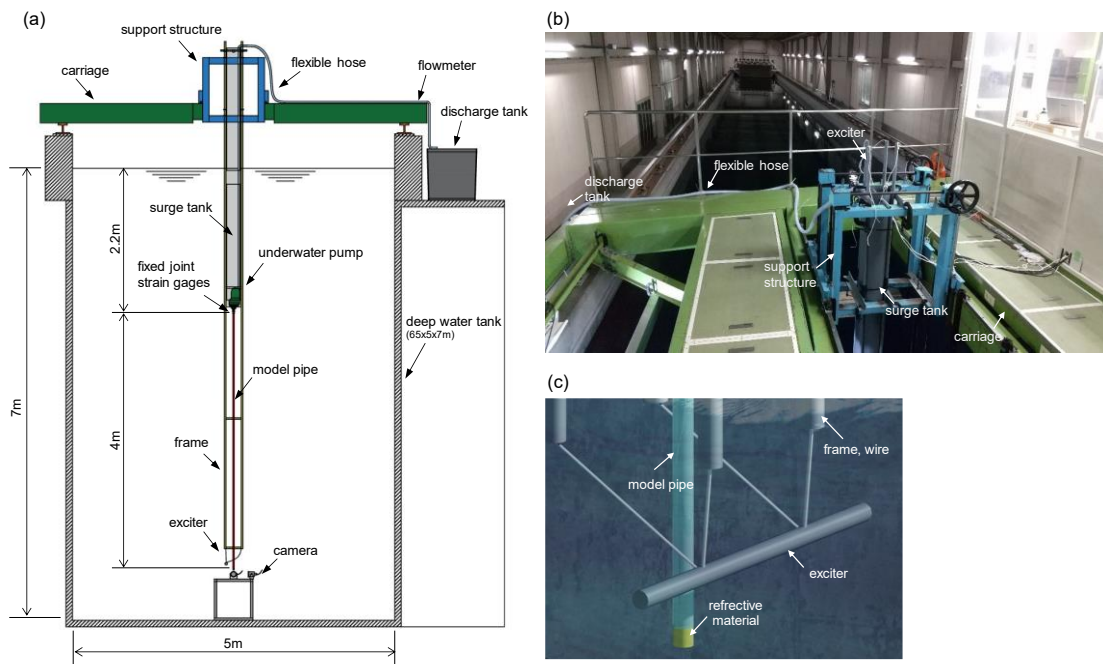 (a)
support structure
flexible hose
carriage
flowmeter
discharge tank
surge tank
2.2m
underwater pump
fixed joint
strain gages
deep water tank
(65x5x7m)
model pipe
7m
4m
frame
exciter
camera
5m
(b)
exciter
flexible hose
discharge
tank
support
structure
surge tank
carriage
(c)
frame, wire
model pipe
exciter
refrective
material